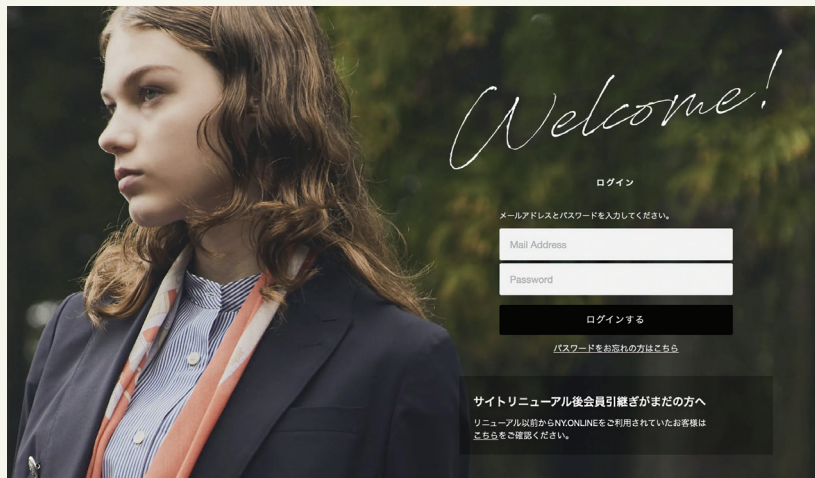 Welcome!
ログイン
メールアドレスとパスワードを入力してください。
Mail Address
Password
ログインする
パスワードをお忘れの方はこちら
サイトリニューアル後会員引継ぎがまだの方へ
リニューアル以前からNY.ONLINEをご利用されていたお客様は
こちらをご確認ください。